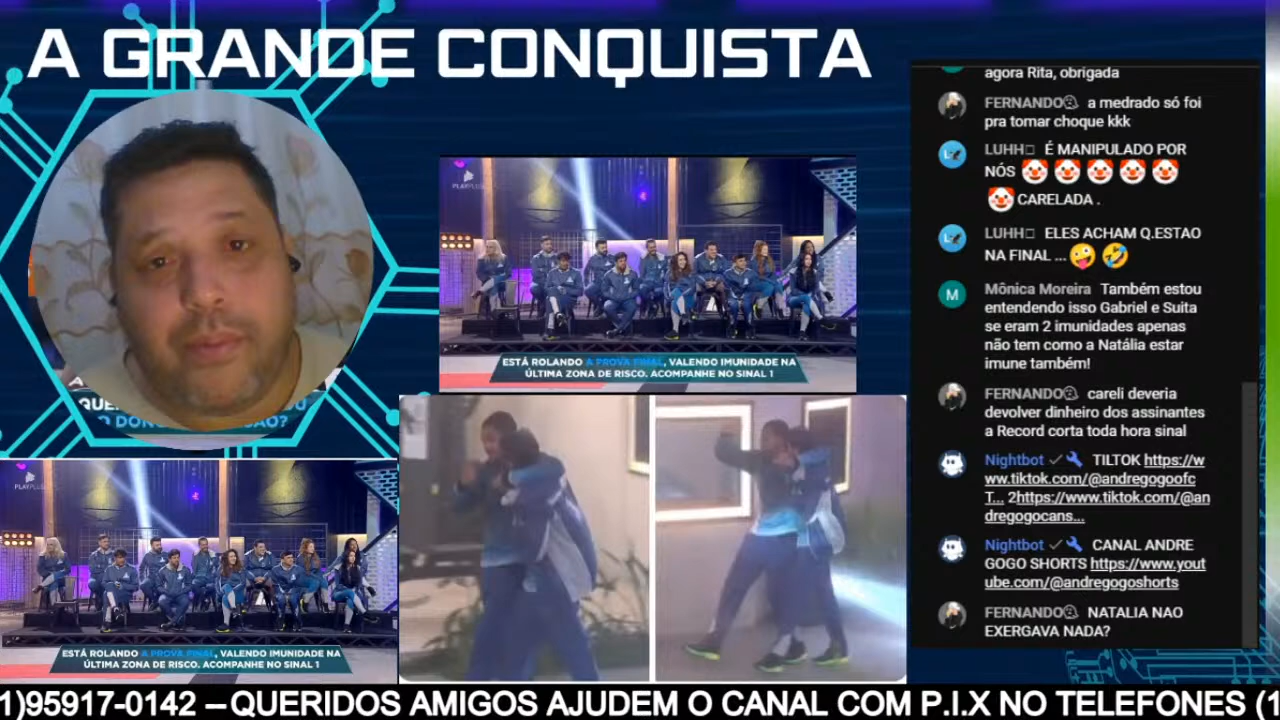 A GRANDE CONQUISTA
agora Rita, obrigada
FERNANDO a medrado só foi
pra tomar choque kkk
LUHH É MANIPULADO POR
NÓS
CARELADA .
LUHH ELES ACHAM Q.ESTAO
NA FINAL ...
Mônica Moreira Também estou
entendendo isso Gabriel e Suita
se eram 2 imunidades apenas
não tem como a Natália estar
imune também!
FERNANDO careli deveria
devolver dinheiro dos assinantes
a Record corta toda hora sinal
Nightbot TILTOK https://w
ww.tiktok.com/@andregogoofc
T... 2https://www.tiktok.com/@an
dregogocans...
Nightbot CANAL ANDRE
GOGO SHORTS https://www.yout
ube.com/@andregogoshorts
FERNANDO NATALIA NAO
EXERGAVA NADA?
PLAYPLUS
ESTÁ ROLANDO A PROVA FINAL, VALENDO IMUNIDADE NA
ÚLTIMA ZONA DE RISCO. ACOMPANHE NO SINAL 1
PLAYPLUS
ESTÁ ROLANDO A PROVA FINAL, VALENDO IMUNIDADE NA
ÚLTIMA ZONA DE RISCO. ACOMPANHE NO SINAL 1
1)95917-0142 –QUERIDOS AMIGOS AJUDEM O CANAL COM P.I.X NO TELEFONES (1